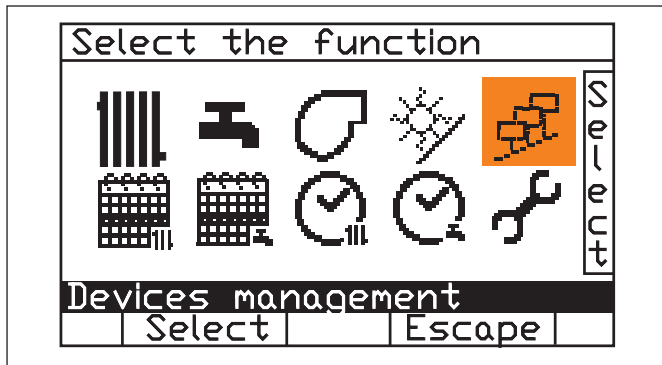 Select the function
Select
Devices management
Select
Escape